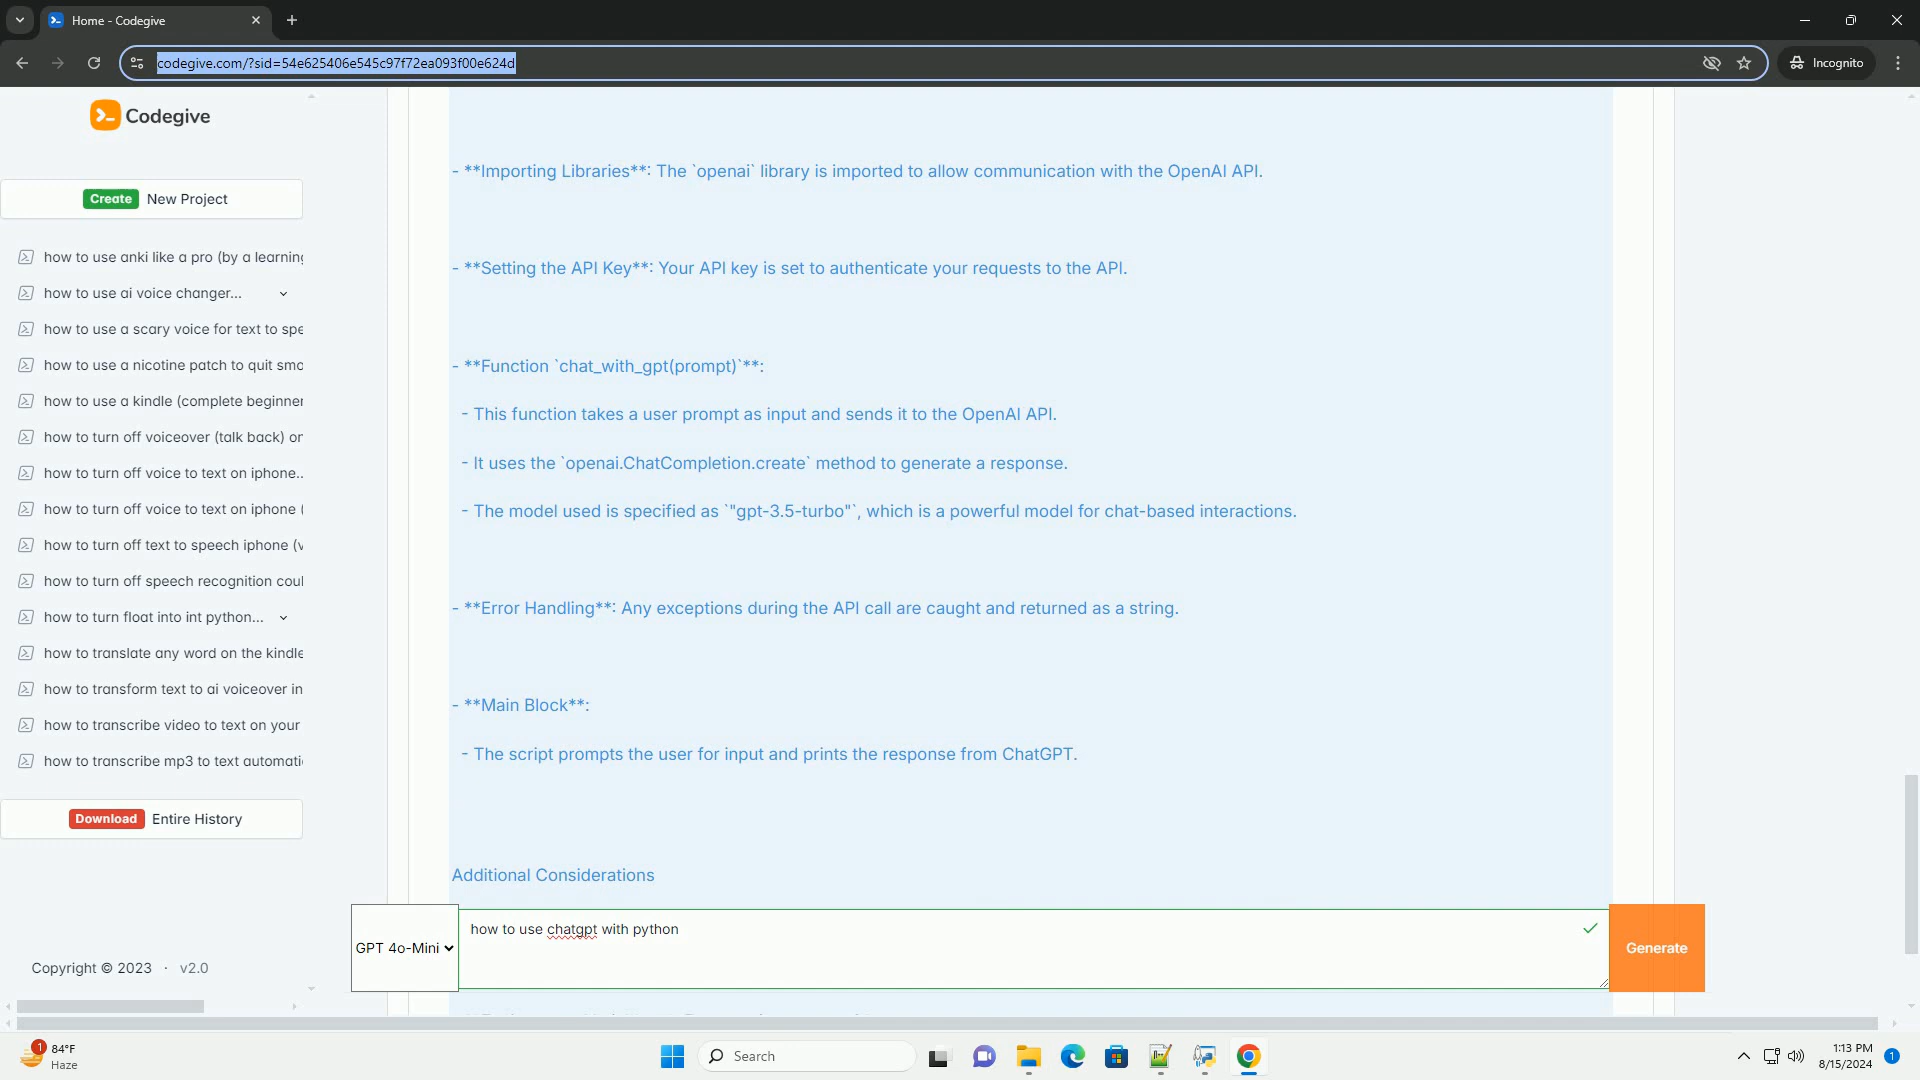 Home - Codegive
codegive.com/?sid=54e625406e545c97f72ea093f00e624d
Incognito
Codegive
Create New Project
how to use anki like a pro (by a learning
how to use ai voice changer...
how to use a scary voice for text to spe
how to use a nicotine patch to quit smo
how to use a kindle (complete beginner
how to turn off voiceover (talk back) on
how to turn off voice to text on iphone..
how to turn off voice to text on iphone (
how to turn off text to speech iphone (v
how to turn off speech recognition coul
how to turn float into int python...
how to translate any word on the kindle
how to transform text to ai voiceover in
how to transcribe video to text on your
how to transcribe mp3 to text automati
Download Entire History
Copyright © 2023 · v2.0
- **Importing Libraries**: The `openai` library is imported to allow communication with the OpenAI API.
- **Setting the API Key**: Your API key is set to authenticate your requests to the API.
- **Function `chat_with_gpt(prompt)`**:
- This function takes a user prompt as input and sends it to the OpenAI API.
- It uses the `openai.ChatCompletion.create` method to generate a response.
- The model used is specified as `"gpt-3.5-turbo"`, which is a powerful model for chat-based interactions.
- **Error Handling**: Any exceptions during the API call are caught and returned as a string.
- **Main Block**:
- The script prompts the user for input and prints the response from ChatGPT.
Additional Considerations
GPT 4o-Mini
how to use chatgpt with python
Generate
1
84°F
Haze
Search
1:13 PM
8/15/2024
1